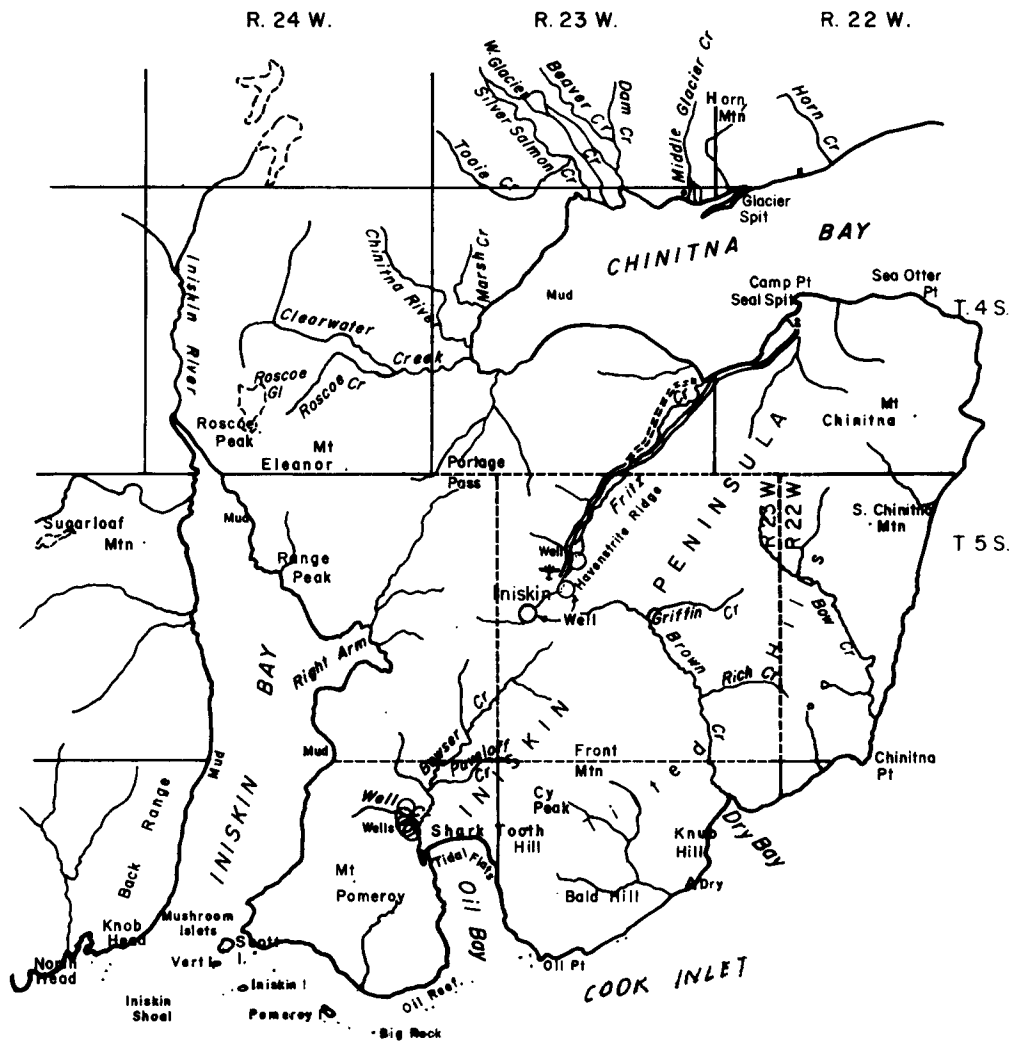 R. 24 W.
R. 23 W.
R. 22 W.
W. Glacier Cr
Beaver Cr
Dam Cr
Middle Glacier Cr
Horn Mtn
Horn Cr
Silver Salmon Cr
Tooie Cr
Glacier Spit
CHINITNA BAY
Iniskin River
Chinitna River
Marsh Cr
Mud
Camp Pt
Seal Spit
Sea Otter Pt
T. 4 S.
Clearwater Creek
Roscoe Gl
Roscoe Cr
Roscoe Peak
Mt Eleanor
Portage Pass
Mt Chinitna
Fritz Cr
Havenstrite Ridge
INISKIN PENINSULA
R 23 W
R 22 W
S. Chinitna Mtn
T 5 S.
Sugarloaf Mtn
Mud
Range Peak
Well
Iniskin
Well
Griffin Cr
Brown Cr
Rich Cr
Bow Cr
Right Arm
INISKIN BAY
Mud
Mud
Bowser Cr
Cr
Front Mtn
Chinitna Pt
Well Cr
Wells
Shark Tooth Hill
Cy Peak
Knub Hill
Dry Bay
Tidal Flats
Back Range
Mt Pomeroy
Oil Bay
Bald Hill
Dry
Knob Head
Mushroom Islets
Scott I.
Vert I.
North Head
Iniskin I
Iniskin Shoal
Pomeroy
Oil Reef
Big Rock
Oil Pt
COOK INLET